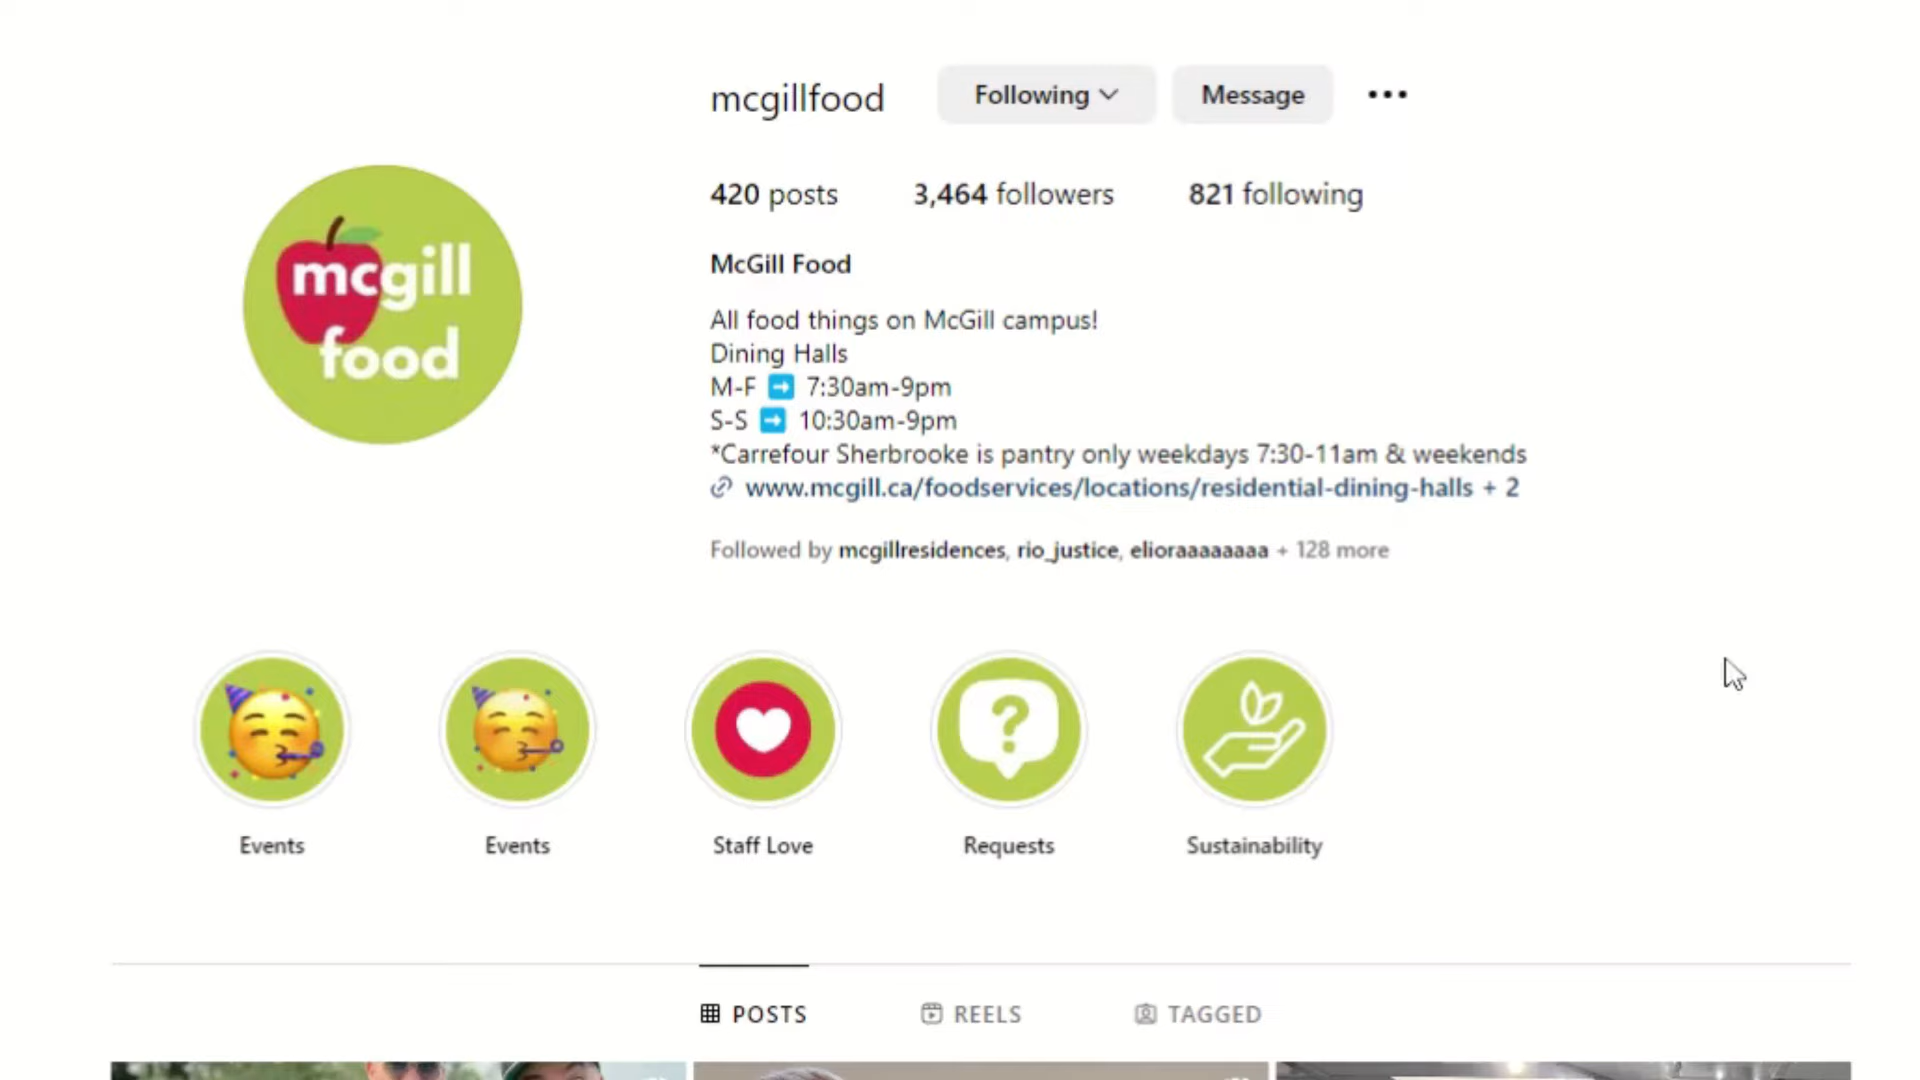 mcgillfood Following Message
mcgill
food
420 posts 3,464 followers 821 following
McGill Food
All food things on McGill campus!
Dining Halls
M-F ➡️ 7:30am-9pm
S-S ➡️ 10:30am-9pm
*Carrefour Sherbrooke is pantry only weekdays 7:30-11am & weekends
www.mcgill.ca/foodservices/locations/residential-dining-halls + 2
Followed by mcgillresidences, rio_justice, elioraaaaaaaa + 128 more
Events Events Staff Love Requests Sustainability
POSTS REELS TAGGED